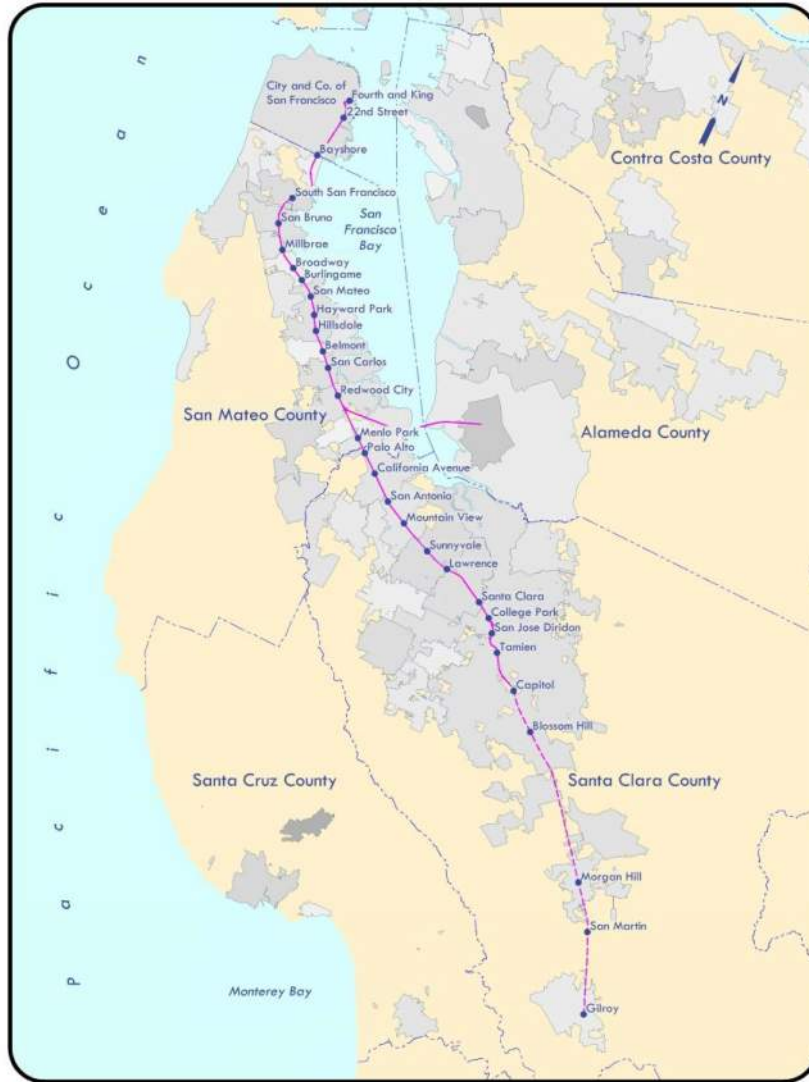 City and Co. of
San Francisco
Fourth and King
22nd Street
N
Bayshore
Contra Costa County
South San Francisco
San
Francisco
Bay
San Bruno
Millbrae
Broadway
Burlingame
San Mateo
Hayward Park
Hillsdale
Belmont
San Carlos
Redwood City
San Mateo County
Alameda County
Menlo Park
Palo Alto
California Avenue
San Antonio
Mountain View
Sunnyvale
Lawrence
Santa Clara
College Park
San Jose Diridon
Tamien
Capitol
Blossom Hill
Santa Cruz County
Santa Clara County
Morgan Hill
San Martin
Monterey Bay
Gilroy
Pacific Ocean